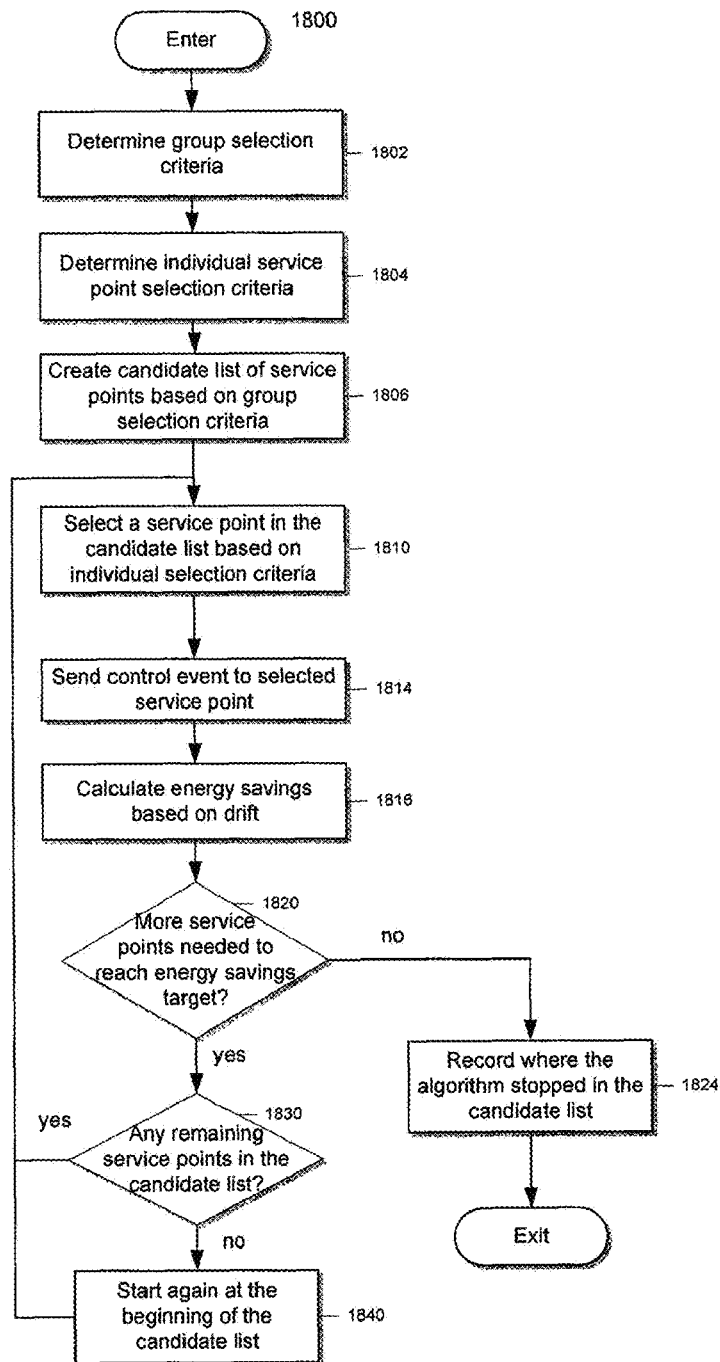 1800
Enter
Determine group selection
criteria
1802
Determine individual service
point selection criteria
1804
Create candidate list of service
points based on group
selection criteria
1806
Select a service point in the
candidate list based on
individual selection criteria
1810
Send control event to selected
service point
1814
Calculate energy savings
based on drift
1816
1820
More service
points needed to
reach energy savings
target?
no
yes
Record where the
algorithm stopped in the
candidate list
1824
1830
yes
Any remaining
service points in the
candidate list?
Exit
no
Start again at the
beginning of the
candidate list
1840